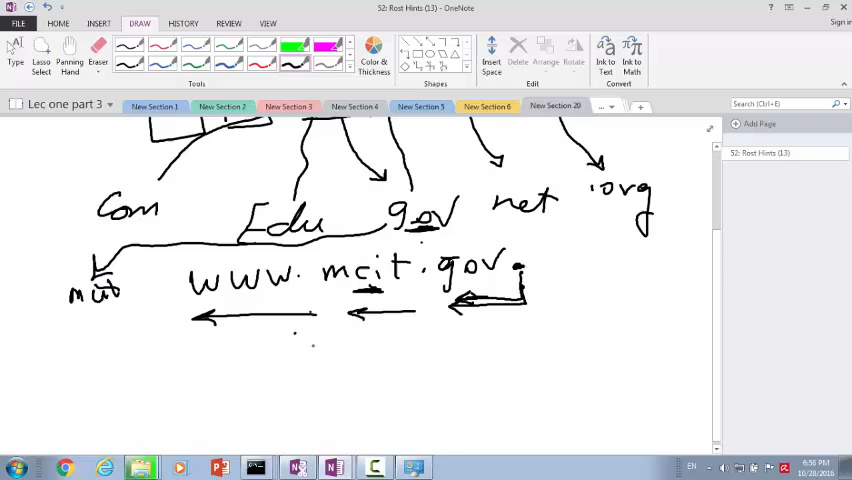 52: Rost Hints (13) - OneNote
Sign in
FILE HOME INSERT DRAW HISTORY REVIEW VIEW
Type Lasso Select Panning Hand Eraser Color & Thickness Insert Space Delete Arrange Rotate Ink to Text Ink to Math
Tools Shapes Edit Convert
Lec one part 3 New Section 1 New Section 2 New Section 3 New Section 4 New Section 5 New Section 6 New Section 20 ... Search (Ctrl+E)
Add Page
52: Rost Hints (13)
Com Edu gov net .org
www. mcit .gov.
mcit
EN 6:56 PM
10/28/2016